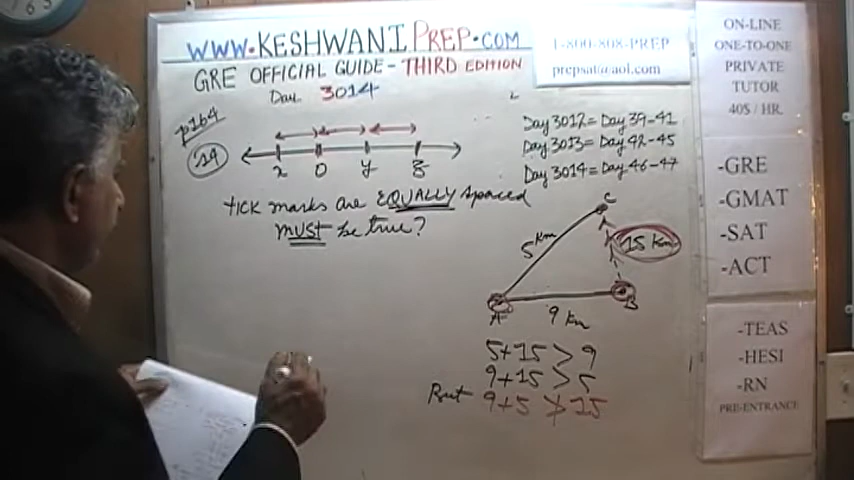 WWW.KESHWANIPREP.COM
GRE OFFICIAL GUIDE - THIRD EDITION
Day 3014
1-800-808-PREP
prepsat@aol.com
p164
19
x 0 y z
TICK marks are EQUALLY spaced
MUST be true?
Day 3012 = Day 39-41
Day 3013 = Day 42-45
Day 3014 = Day 46-47
C
5 Km
15 Km
A
B
9 Km
5+15 > 9
9+15 > 5
But 9+5 ≯ 15
ON-LINE
ONE-TO-ONE
PRIVATE
TUTOR
40$ / HR.
-GRE
-GMAT
-SAT
-ACT
-TEAS
-HESI
-RN
PRE-ENTRANCE